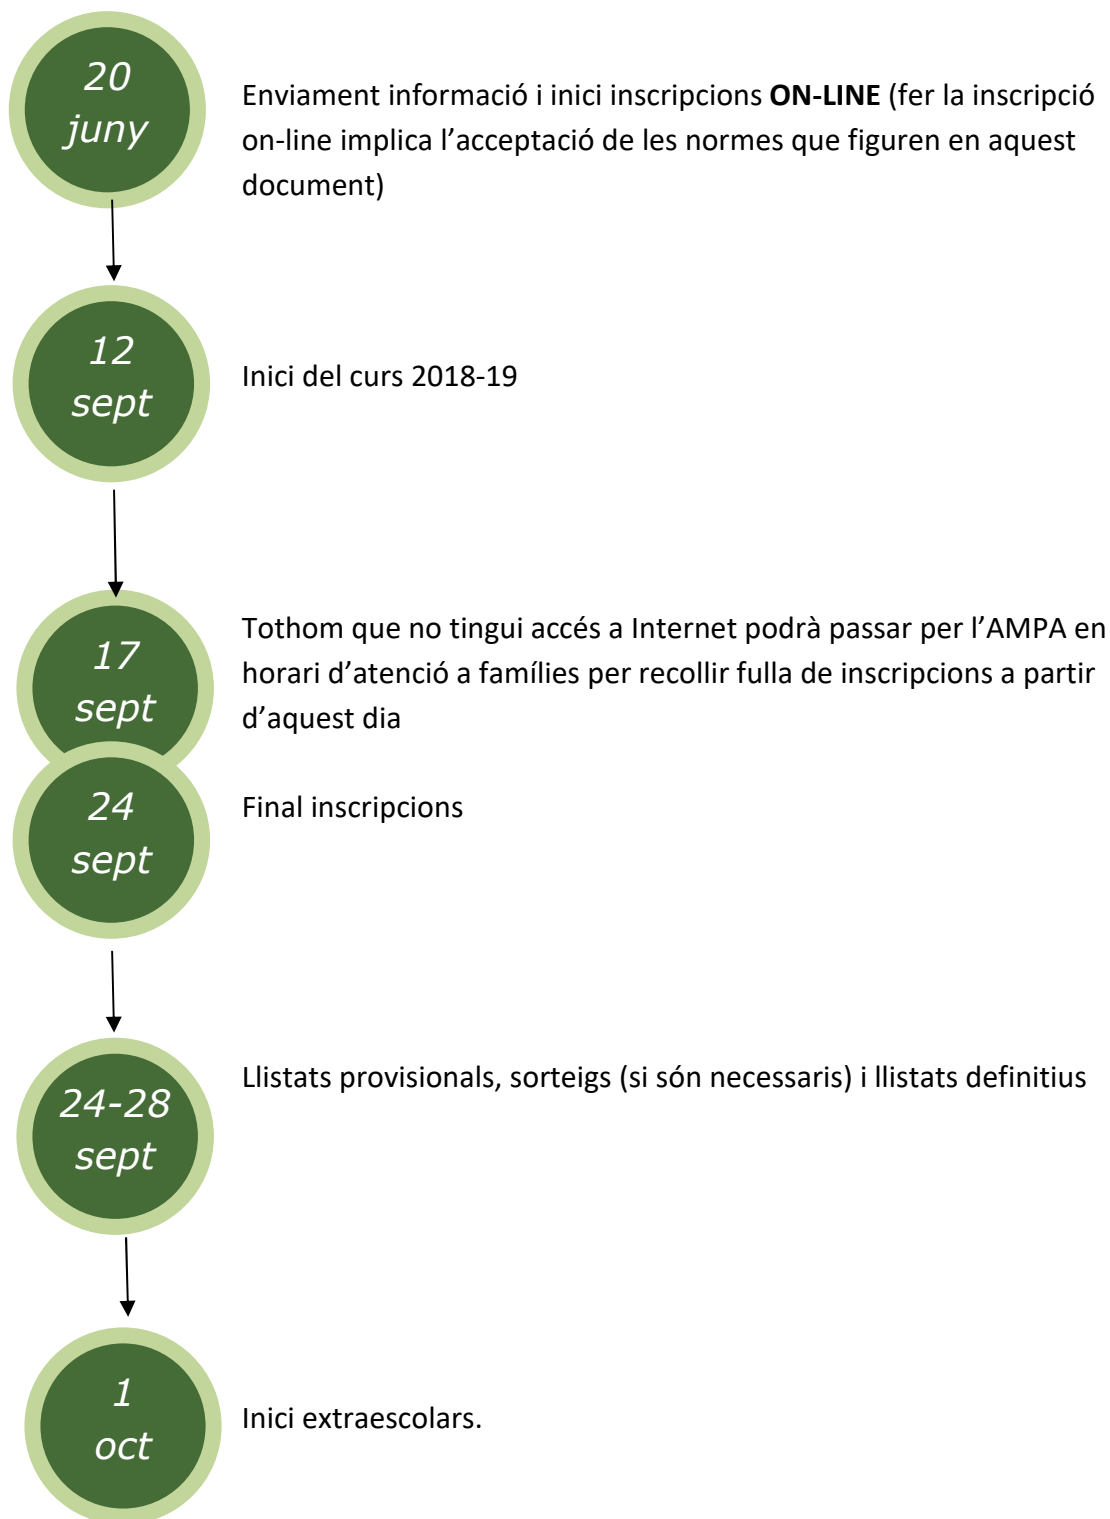 20
juny
Enviament informació i inici inscripcions ON-LINE (fer la inscripció
on-line implica l’acceptació de les normes que figuren en aquest
document)
12
sept
Inici del curs 2018-19
17
sept
Tothom que no tingui accés a Internet podrà passar per l’AMPA en
horari d’atenció a famílies per recollir fulla de inscripcions a partir
d’aquest dia
24
sept
Final inscripcions
24-28
sept
Llistats provisionals, sorteigs (si són necessaris) i llistats definitius
1
oct
Inici extraescolars.